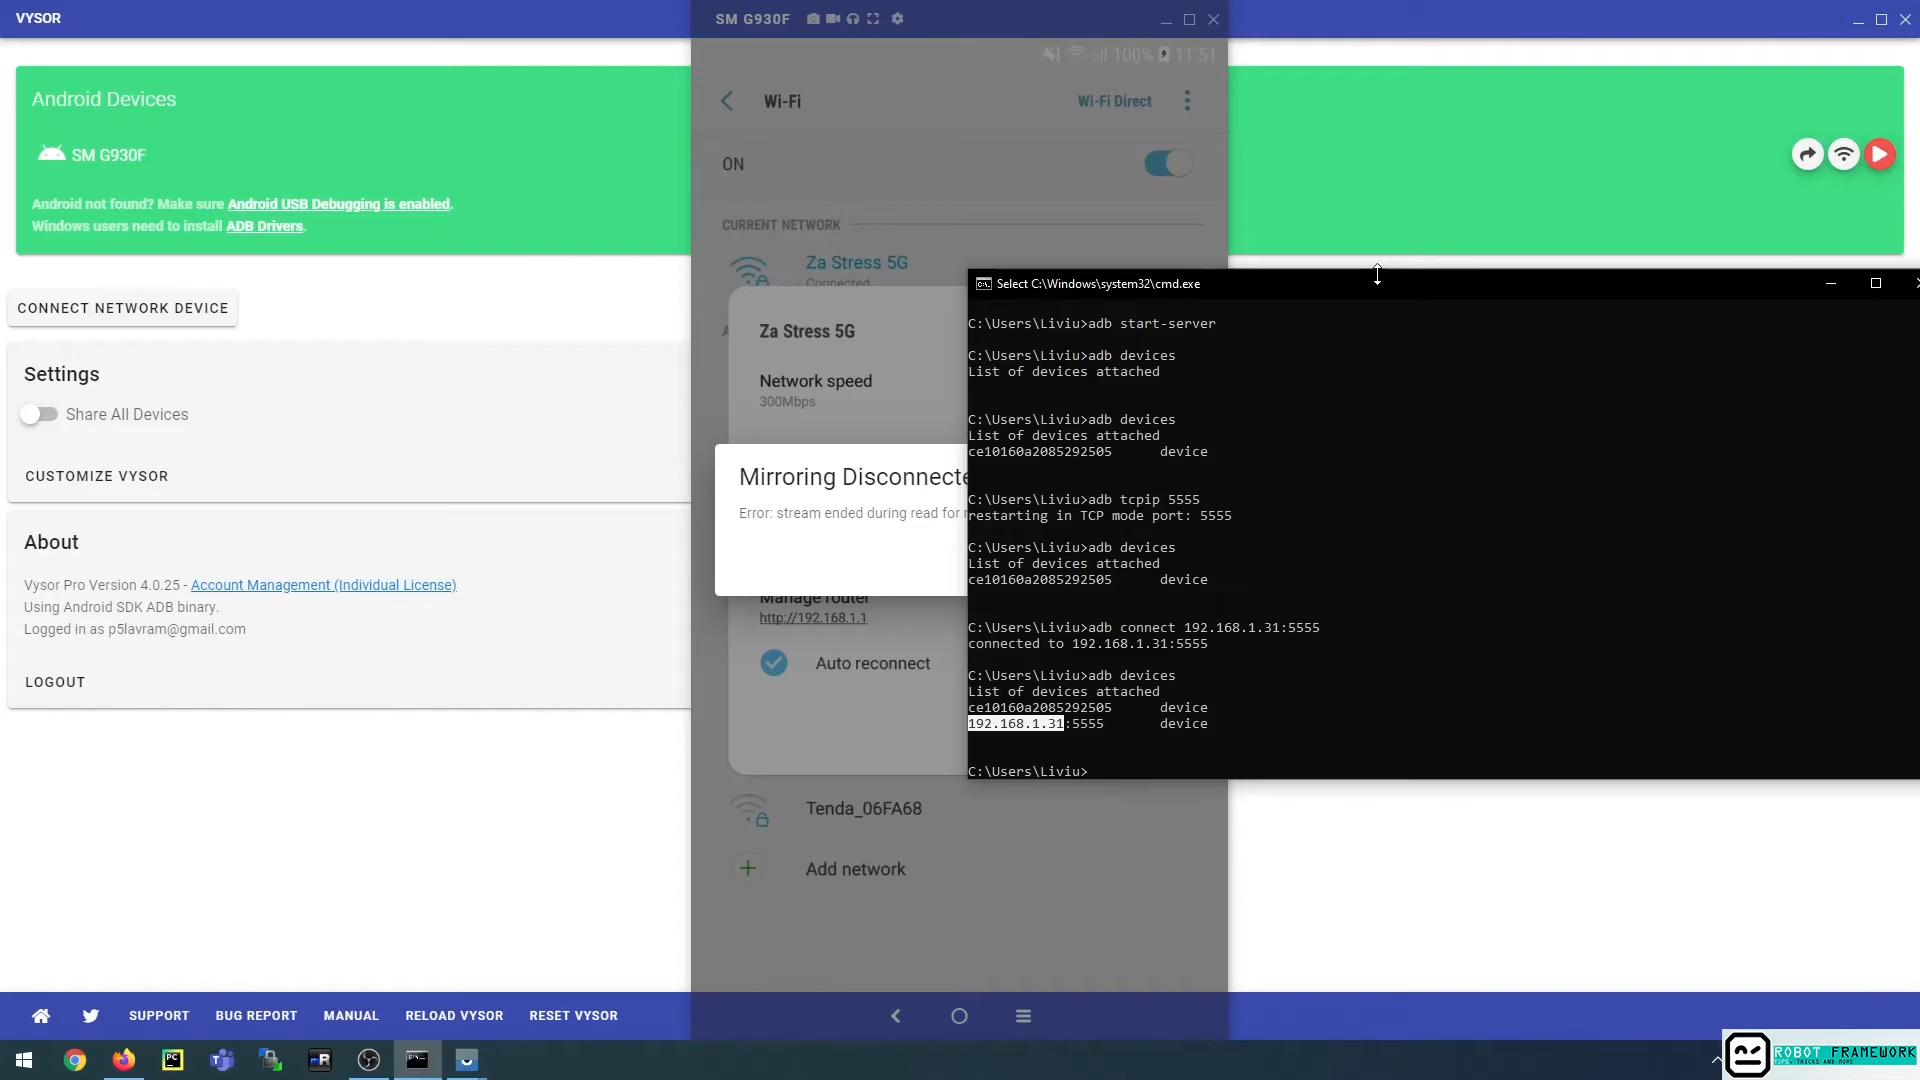 VYSOR
SM G930F
100% 11 51
Android Devices
SM G930F
Android not found? Make sure Android USB Debugging is enabled.
Windows users need to install ADB Drivers.
CONNECT NETWORK DEVICE
Settings
Share All Devices
CUSTOMIZE VYSOR
About
Vysor Pro Version 4.0.25 - Account Management (Individual License)
Using Android SDK ADB binary.
Logged in as p5lavram@gmail.com
LOGOUT
Wi-Fi
Wi-Fi Direct
ON
CURRENT NETWORK
Za Stress 5G
Connected
Za Stress 5G
Network speed
300Mbps
Mirroring Disconnecte
Error: stream ended during read for
Manage router
http://192.168.1.1
Auto reconnect
Tenda_06FA68
Add network
Select C:\Windows\system32\cmd.exe
C:\Users\Liviu>adb start-server
C:\Users\Liviu>adb devices
List of devices attached
C:\Users\Liviu>adb devices
List of devices attached
ce10160a2085292505 device
C:\Users\Liviu>adb tcpip 5555
restarting in TCP mode port: 5555
C:\Users\Liviu>adb devices
List of devices attached
ce10160a2085292505 device
C:\Users\Liviu>adb connect 192.168.1.31:5555
connected to 192.168.1.31:5555
C:\Users\Liviu>adb devices
List of devices attached
ce10160a2085292505 device
192.168.1.31:5555 device
C:\Users\Liviu>
SUPPORT BUG REPORT MANUAL RELOAD VYSOR RESET VYSOR
ROBOT FRAMEWORK
TIPS, TRICKS AND MORE